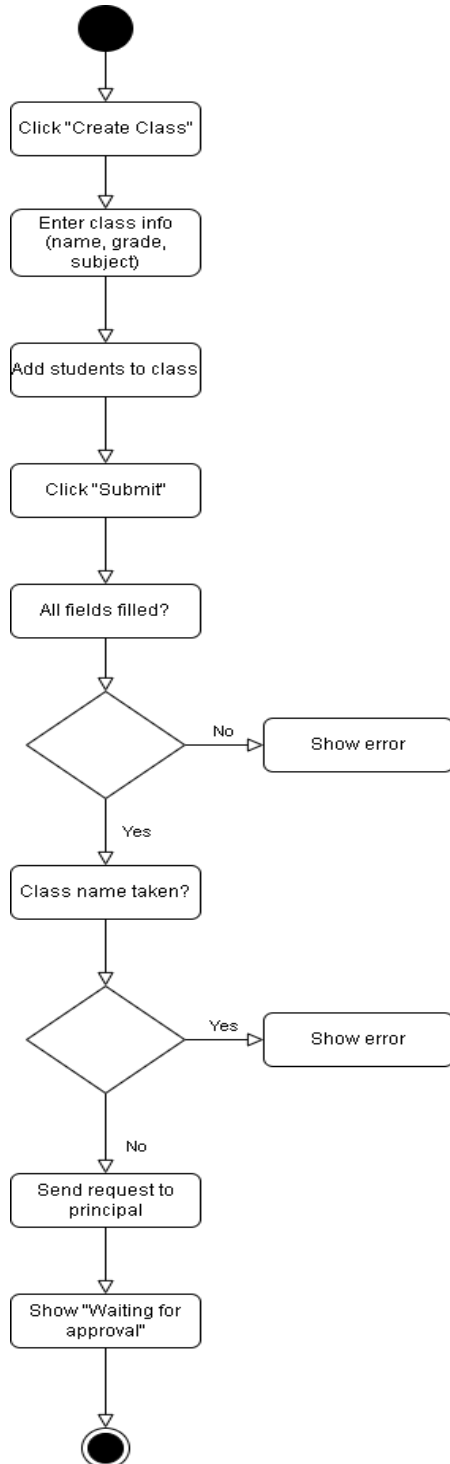 Click "Create Class"
Enter class info
(name, grade,
subject)
Add students to class
Click "Submit"
All fields filled?
No
Show error
Yes
Class name taken?
Yes
Show error
No
Send request to
principal
Show "Waiting for
approval"